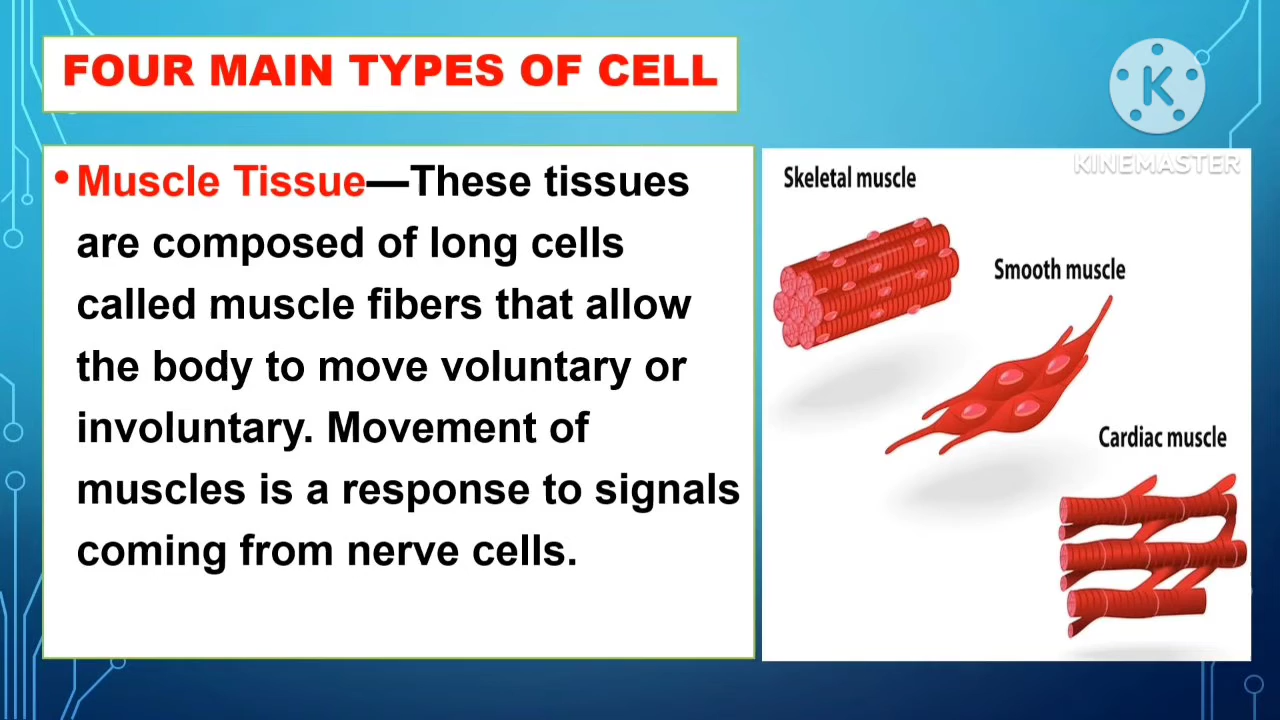 FOUR MAIN TYPES OF CELL
K
KINEMASTER
• Muscle Tissue—These tissues
are composed of long cells
called muscle fibers that allow
the body to move voluntary or
involuntary. Movement of
muscles is a response to signals
coming from nerve cells.
Skeletal muscle
Smooth muscle
Cardiac muscle